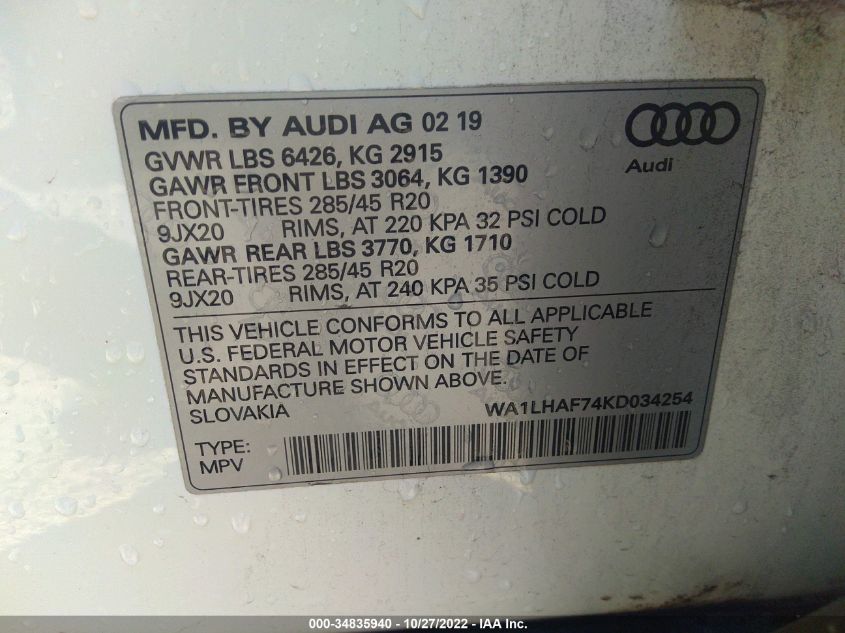 MFD. BY AUDI AG 02 19
Audi
GVWR LBS 6426, KG 2915
GAWR FRONT LBS 3064, KG 1390
FRONT-TIRES 285/45 R20
9JX20 RIMS, AT 220 KPA 32 PSI COLD
GAWR REAR LBS 3770, KG 1710
REAR-TIRES 285/45 R20
9JX20 RIMS, AT 240 KPA 35 PSI COLD
THIS VEHICLE CONFORMS TO ALL APPLICABLE
U.S. FEDERAL MOTOR VEHICLE SAFETY
STANDARDS IN EFFECT ON THE DATE OF
MANUFACTURE SHOWN ABOVE.
SLOVAKIA WA1LHAF74KD034254
TYPE:
MPV
000-34835940 - 10/27/2022 - IAA Inc.